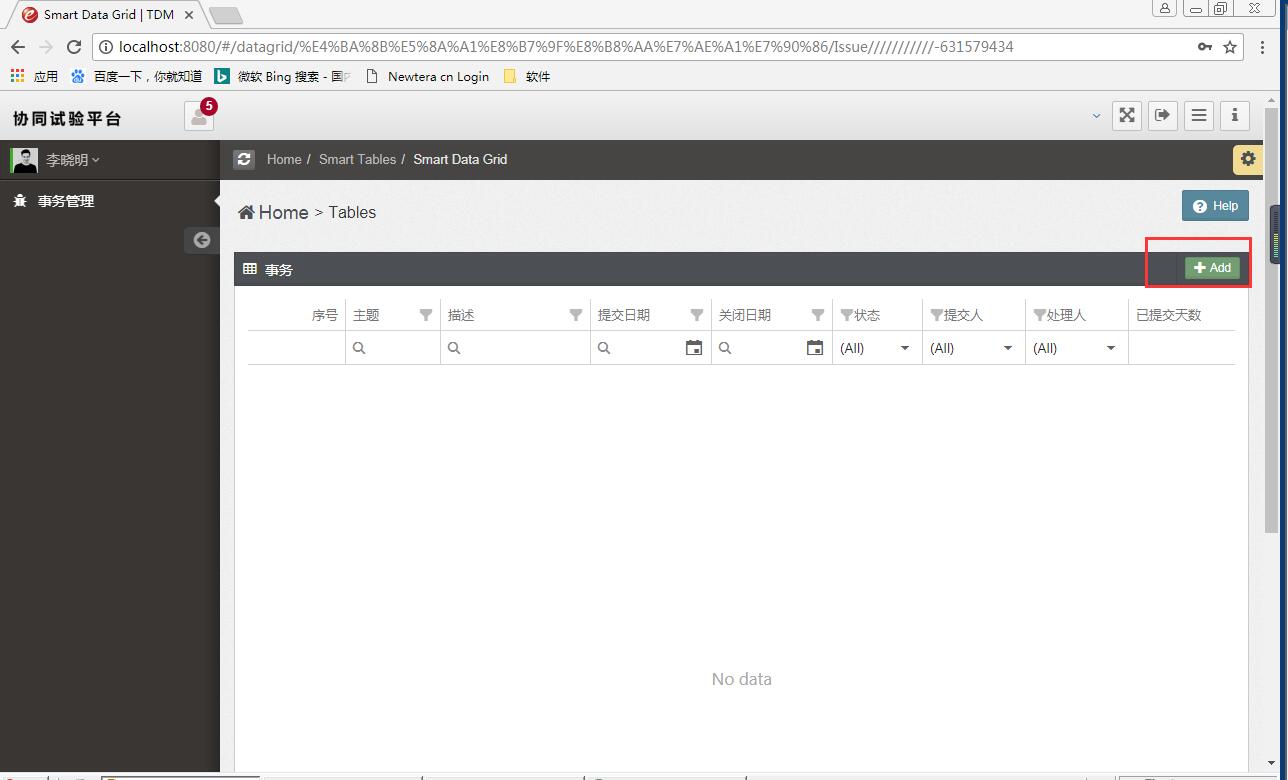 Smart Data Grid | TDM
localhost:8080/#/datagrid/%E4%BA%8B%E5%8A%A1%E8%B7%9F%E8%B8%AA%E7%AE%A1%E7%90%86/Issue///////////-631579434
应用 百度一下，你就知道 微软 Bing 搜索 - 国 Newtera cn Login 软件
协同试验平台 5
李晓明 Home / Smart Tables / Smart Data Grid
事务管理
Home > Tables Help
事务 Add
序号 主题 描述 提交日期 关闭日期 状态 提交人 处理人 已提交天数
(All) (All) (All)
No data